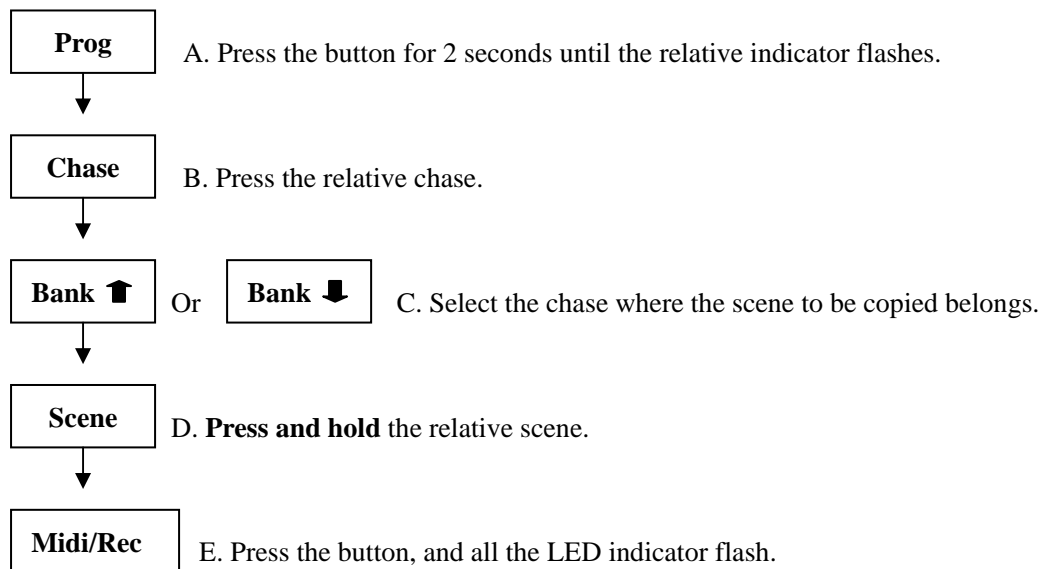 Prog A. Press the button for 2 seconds until the relative indicator flashes.
Chase B. Press the relative chase.
Bank ⬆ Or Bank ⬇ C. Select the chase where the scene to be copied belongs.
Scene D. Press and hold the relative scene.
Midi/Rec E. Press the button, and all the LED indicator flash.